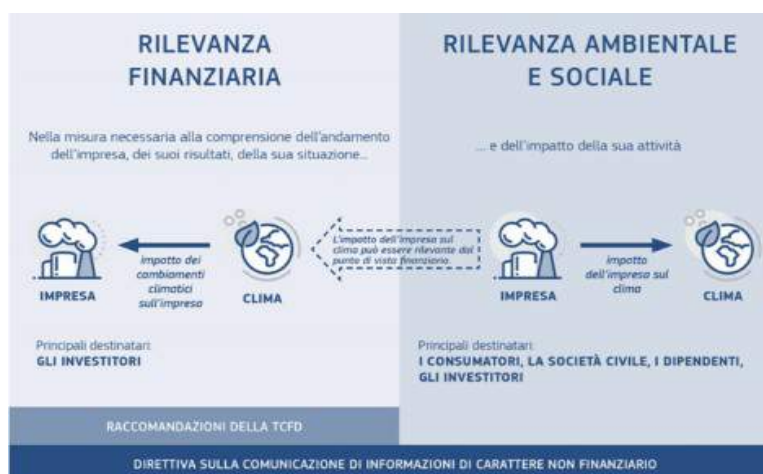 RILEVANZA
FINANZIARIA
Nella misura necessaria alla comprensione dell'andamento
dell'impresa, dei suoi risultati, della sua situazione...
IMPRESA
impatto dei
cambiamenti
climatici
sull'impresa
CLIMA
L'impatto dell'impresa sul
clima può essere rilevante dal
punto di vista finanziario.
Principali destinatari:
GLI INVESTITORI
RACCOMANDAZIONI DELLA TCFD
RILEVANZA AMBIENTALE
E SOCIALE
... e dell'impatto della sua attività
IMPRESA
impatto
dell'impresa sul
clima
CLIMA
Principali destinatari:
I CONSUMATORI, LA SOCIETÀ CIVILE, I DIPENDENTI,
GLI INVESTITORI
DIRETTIVA SULLA COMUNICAZIONE DI INFORMAZIONI DI CARATTERE NON FINANZIARIO